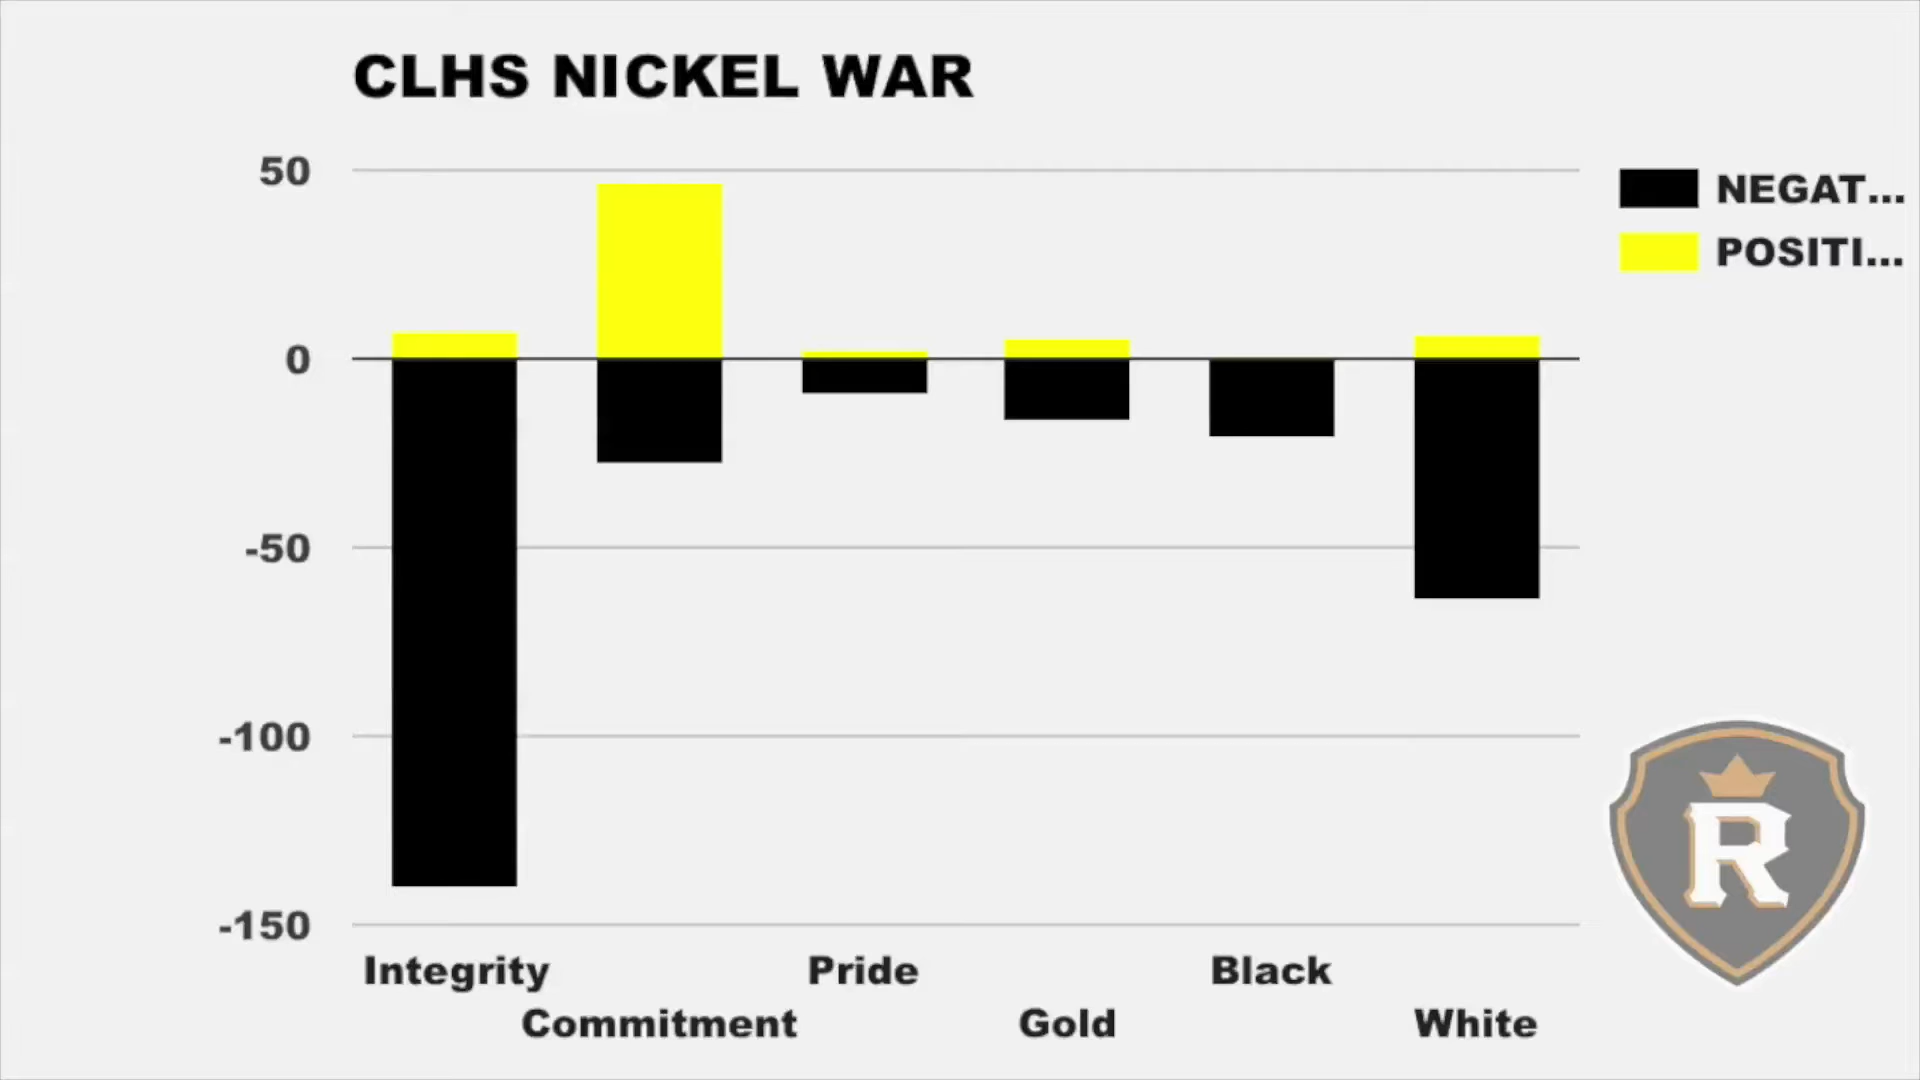 CLHS NICKEL WAR
50
0
-50
-100
-150
NEGAT...
POSITI...
Integrity
Commitment
Pride
Gold
Black
White
R